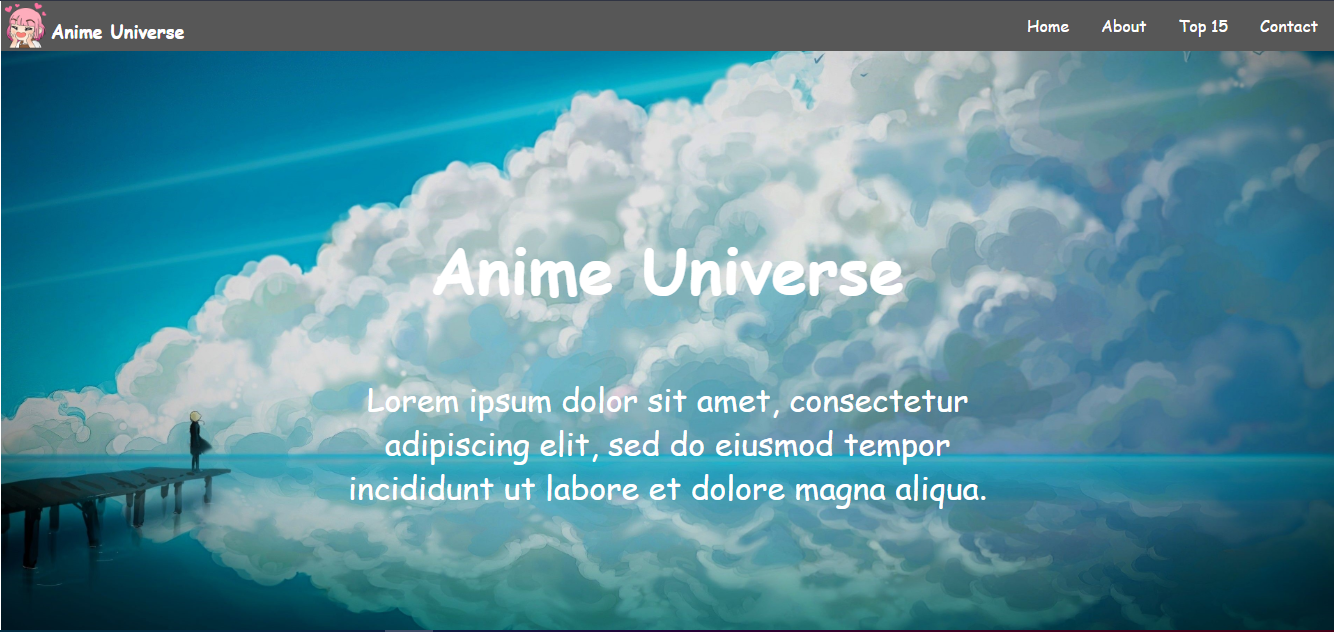 Anime Universe
Home About Top 15 Contact
Anime Universe
Lorem ipsum dolor sit amet, consectetur
adipiscing elit, sed do eiusmod tempor
incididunt ut labore et dolore magna aliqua.